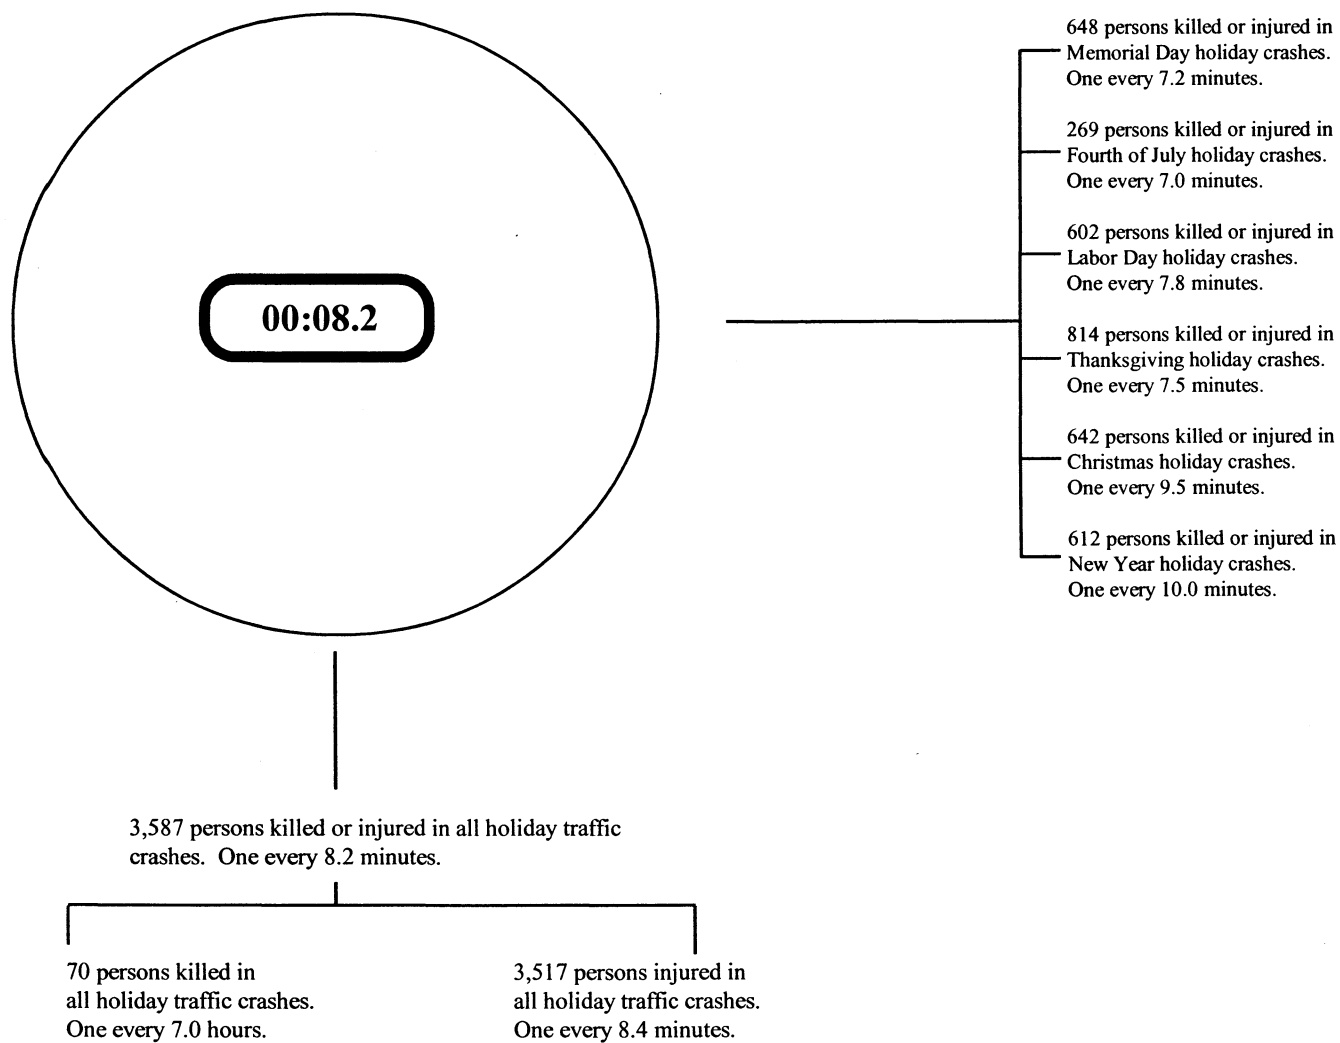 00:08.2
648 persons killed or injured in
Memorial Day holiday crashes.
One every 7.2 minutes.
269 persons killed or injured in
Fourth of July holiday crashes.
One every 7.0 minutes.
602 persons killed or injured in
Labor Day holiday crashes.
One every 7.8 minutes.
814 persons killed or injured in
Thanksgiving holiday crashes.
One every 7.5 minutes.
642 persons killed or injured in
Christmas holiday crashes.
One every 9.5 minutes.
612 persons killed or injured in
New Year holiday crashes.
One every 10.0 minutes.
3,587 persons killed or injured in all holiday traffic
crashes.  One every 8.2 minutes.
70 persons killed in
all holiday traffic crashes.
One every 7.0 hours.
3,517 persons injured in
all holiday traffic crashes.
One every 8.4 minutes.